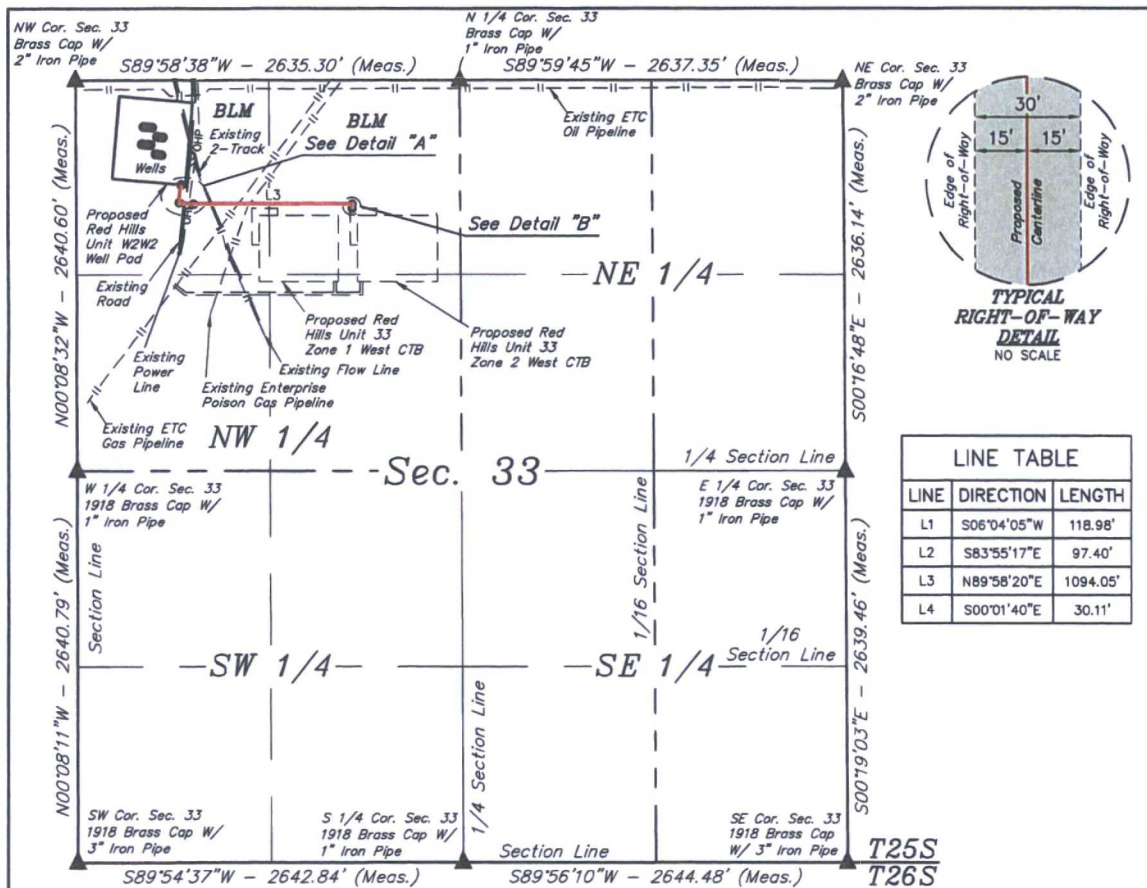 NW Cor. Sec. 33
Brass Cap W/
2" Iron Pipe
N 1/4 Cor. Sec. 33
Brass Cap W/
1" Iron Pipe
S89°58'38"W - 2635.30' (Meas.)
S89°59'45"W - 2637.35' (Meas.)
NE Cor. Sec. 33
Brass Cap W/
2" Iron Pipe
BLM
Existing
2-Track
OHP
BLM
See Detail "A"
Existing ETC
Oil Pipeline
Wells
L3
Proposed
Red Hills
Unit W2W2
Well Pad
See Detail "B"
NE 1/4
Existing
Road
Proposed Red
Hills Unit 33
Zone 1 West CTB
Proposed Red
Hills Unit 33
Zone 2 West CTB
Existing
Power
Line
Existing Flow Line
Existing Enterprise
Poison Gas Pipeline
Existing ETC
Gas Pipeline
NW 1/4
N00°08'32"W - 2640.60' (Meas.)
S00°16'48"E - 2636.14' (Meas.)
30'
15' 15'
Edge of
Right-of-Way
Proposed
Centerline
Edge of
Right-of-Way
TYPICAL
RIGHT-OF-WAY
DETAIL
NO SCALE
Sec. 33
1/4 Section Line
W 1/4 Cor. Sec. 33
1918 Brass Cap W/
1" Iron Pipe
E 1/4 Cor. Sec. 33
1918 Brass Cap W/
1" Iron Pipe
LINE TABLE
LINE DIRECTION LENGTH
L1 S06°04'05"W 118.98'
L2 S83°55'17"E 97.40'
L3 N89°58'20"E 1094.05'
L4 S00°01'40"E 30.11'
N00°08'11"W - 2640.79' (Meas.)
Section Line
1/16 Section Line
1/16
Section Line
S00°19'03"E - 2639.46' (Meas.)
SW 1/4
SE 1/4
1/4 Section Line
SW Cor. Sec. 33
1918 Brass Cap W/
3" Iron Pipe
S 1/4 Cor. Sec. 33
1918 Brass Cap W/
1" Iron Pipe
Section Line
SE Cor. Sec. 33
1918 Brass Cap
W/ 3" Iron Pipe
T25S
T26S
S89°54'37"W - 2642.84' (Meas.)
S89°56'10"W - 2644.48' (Meas.)